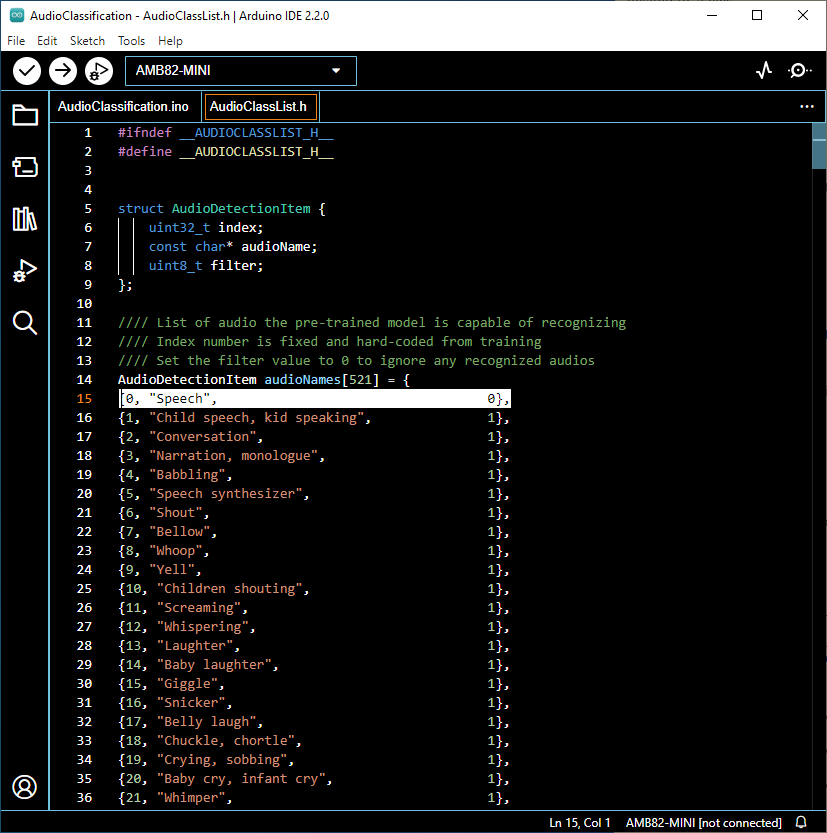 AudioClassification - AudioClassList.h | Arduino IDE 2.2.0
File Edit Sketch Tools Help
AMB82-MINI
AudioClassification.ino AudioClassList.h
1 #ifndef __AUDIOCLASSLIST_H__
2 #define __AUDIOCLASSLIST_H__
3
4
5 struct AudioDetectionItem {
6 uint32_t index;
7 const char* audioName;
8 uint8_t filter;
9 };
10
11 //// List of audio the pre-trained model is capable of recognizing
12 //// Index number is fixed and hard-coded from training
13 //// Set the filter value to 0 to ignore any recognized audios
14 AudioDetectionItem audioNames[521] = {
15 {0, "Speech", 0},
16 {1, "Child speech, kid speaking", 1},
17 {2, "Conversation", 1},
18 {3, "Narration, monologue", 1},
19 {4, "Babbling", 1},
20 {5, "Speech synthesizer", 1},
21 {6, "Shout", 1},
22 {7, "Bellow", 1},
23 {8, "Whoop", 1},
24 {9, "Yell", 1},
25 {10, "Children shouting", 1},
26 {11, "Screaming", 1},
27 {12, "Whispering", 1},
28 {13, "Laughter", 1},
29 {14, "Baby laughter", 1},
30 {15, "Giggle", 1},
31 {16, "Snicker", 1},
32 {17, "Belly laugh", 1},
33 {18, "Chuckle, chortle", 1},
34 {19, "Crying, sobbing", 1},
35 {20, "Baby cry, infant cry", 1},
36 {21, "Whimper", 1},
Ln 15, Col 1 AMB82-MINI [not connected]